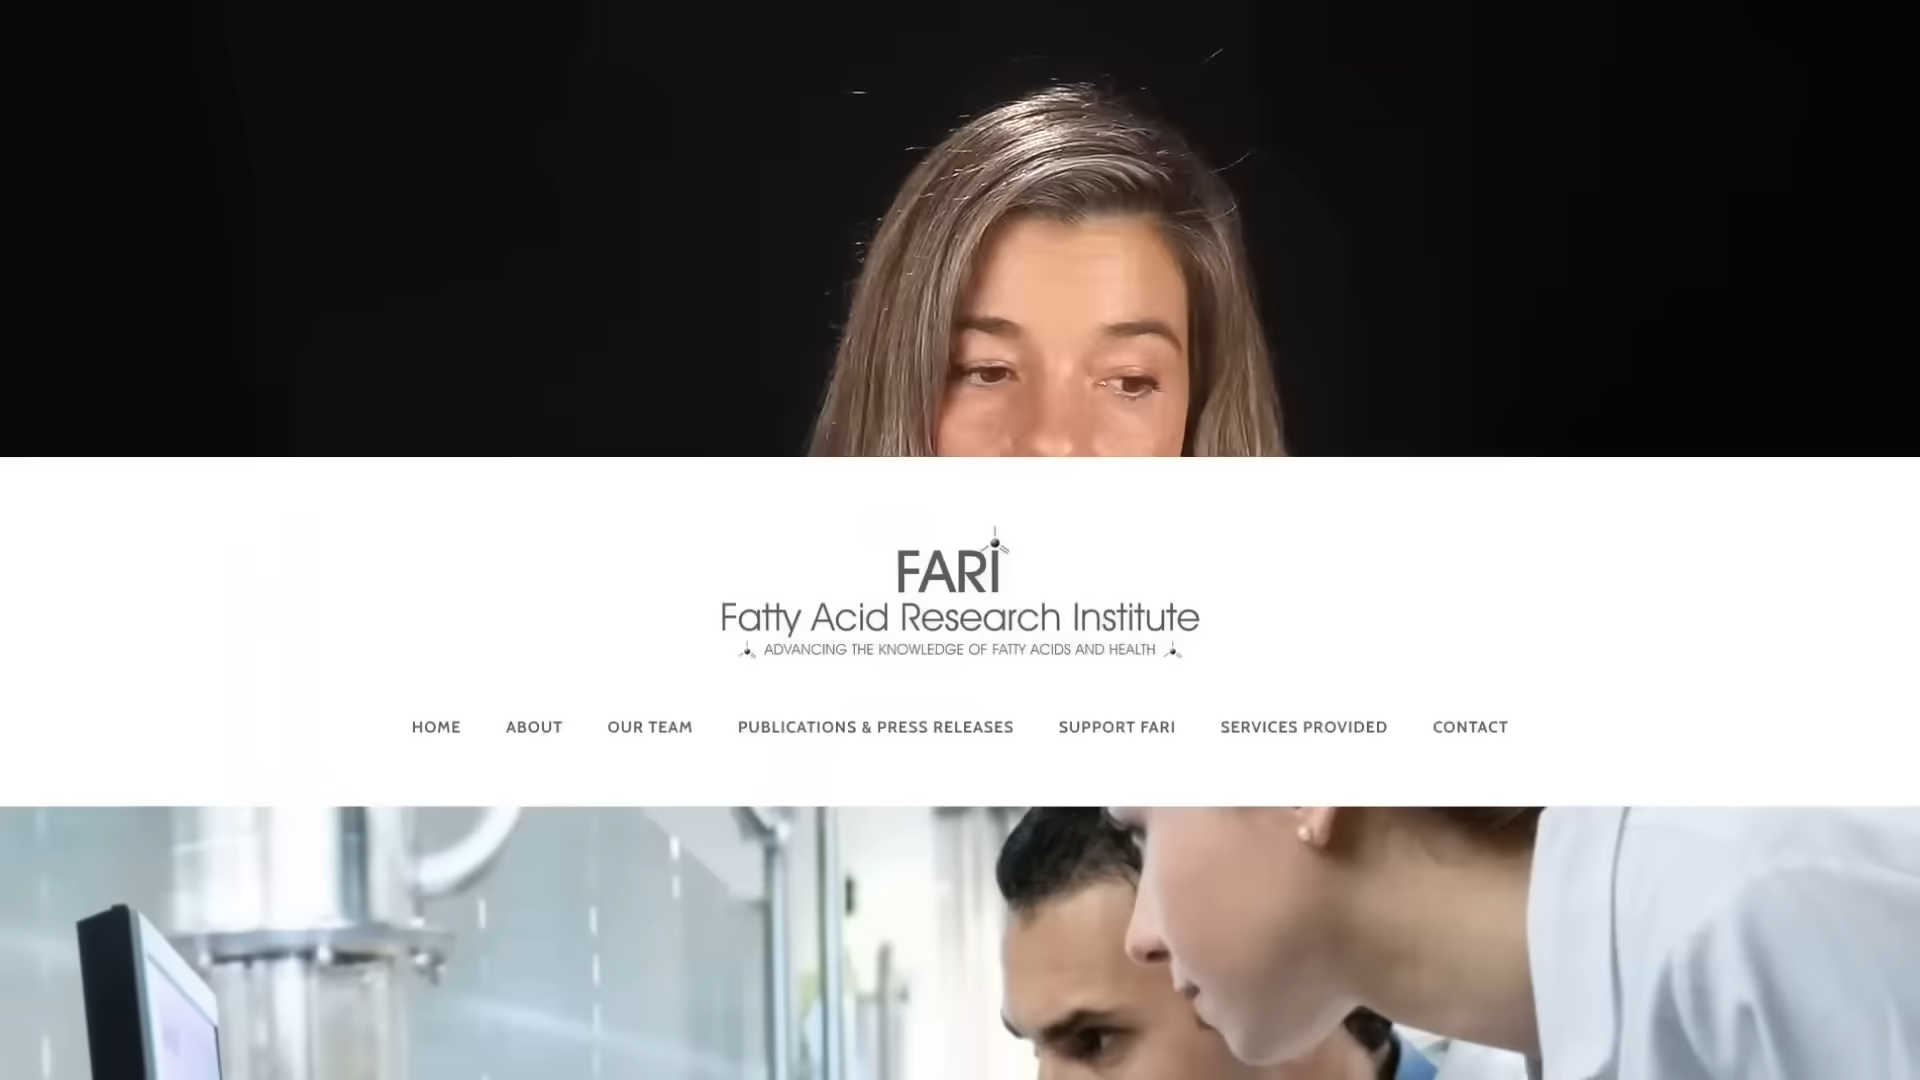 FARI
Fatty Acid Research Institute
ADVANCING THE KNOWLEDGE OF FATTY ACIDS AND HEALTH
HOME ABOUT OUR TEAM PUBLICATIONS & PRESS RELEASES SUPPORT FARI SERVICES PROVIDED CONTACT